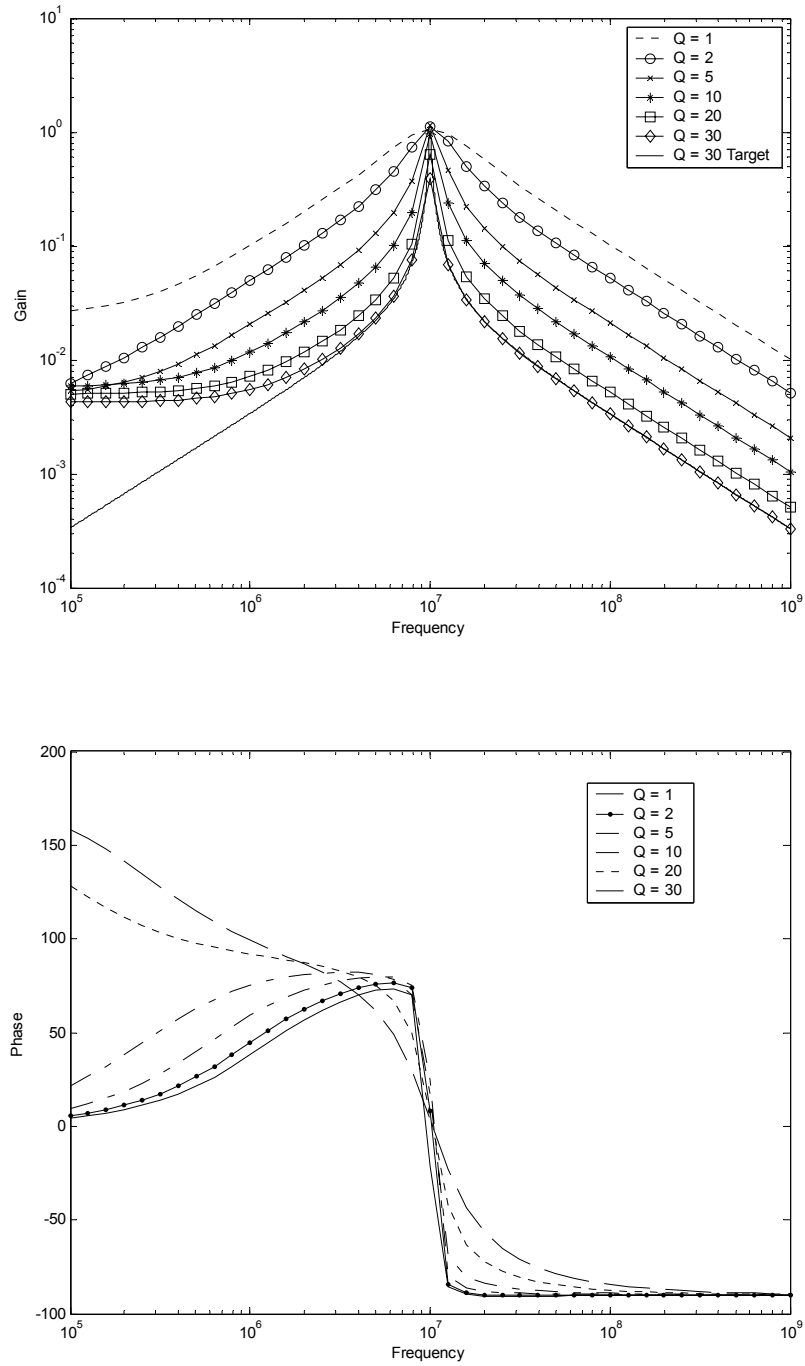 10^1
10^0
10^-1
10^-2
10^-3
10^-4
Gain
Q = 1
Q = 2
Q = 5
Q = 10
Q = 20
Q = 30
Q = 30 Target
10^5 10^6 10^7 10^8 10^9
Frequency
200
150
100
50
0
-50
-100
Phase
Q = 1
Q = 2
Q = 5
Q = 10
Q = 20
Q = 30
10^5 10^6 10^7 10^8 10^9
Frequency